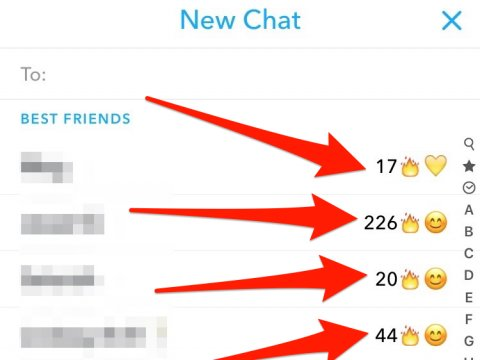 New Chat
To:
BEST FRIENDS
17🔥💛
226🔥😊
20🔥😊
44🔥😊
A
B
C
D
E
F
G